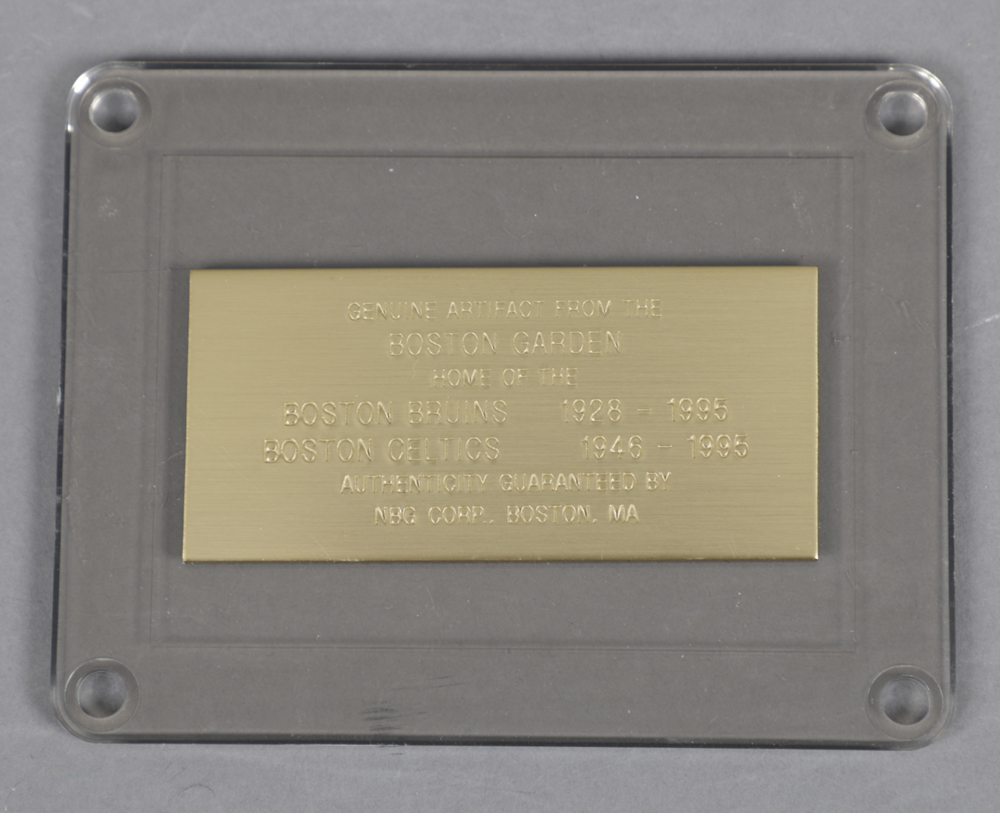 GENUINE ARTIFACT FROM THE
BOSTON GARDEN
HOME OF THE
BOSTON BRUINS 1928 - 1995
BOSTON CELTICS 1946 - 1995
AUTHENTICITY GUARANTEED BY
NBG CORP., BOSTON, MA